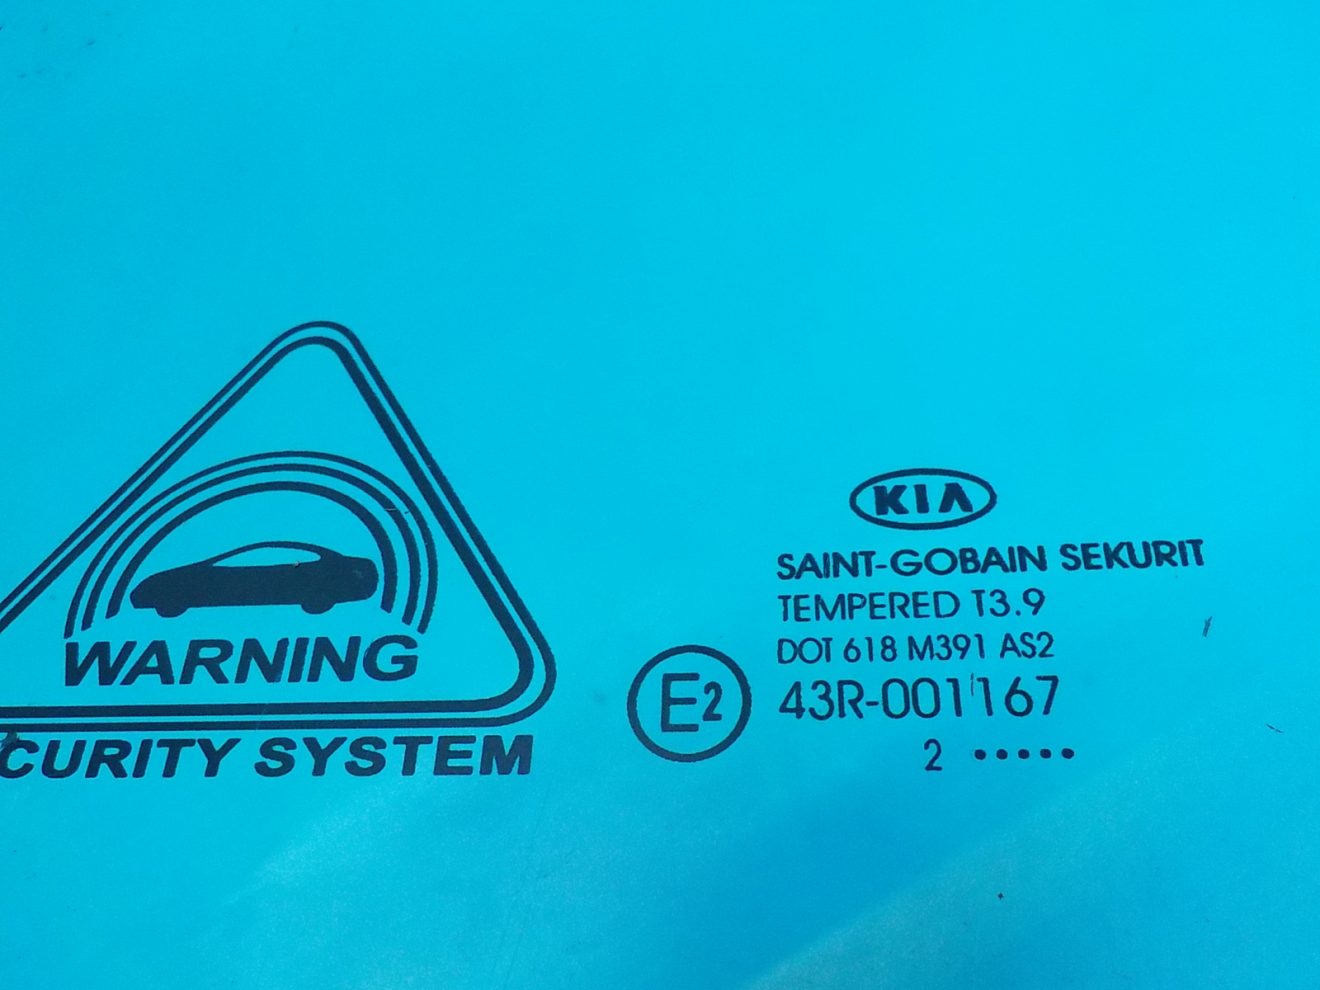 WARNING
CURITY SYSTEM
KIA
SAINT-GOBAIN SEKURIT
TEMPERED T3.9
DOT 618 M391 AS2
E2
43R-001167
2 .....